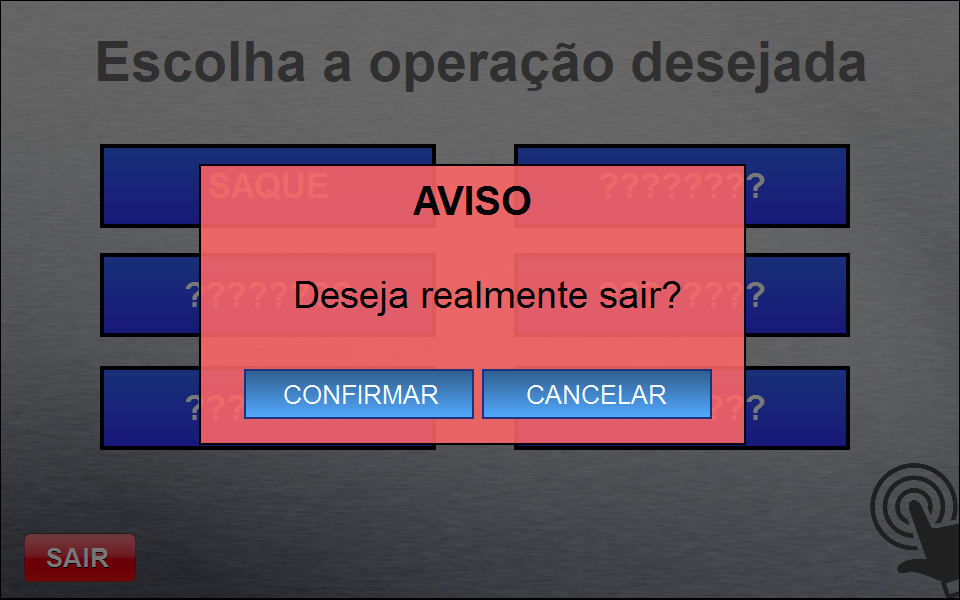 Escolha a operação desejada
SAQUE
????????
AVISO
Deseja realmente sair?
CONFIRMAR
CANCELAR
SAIR